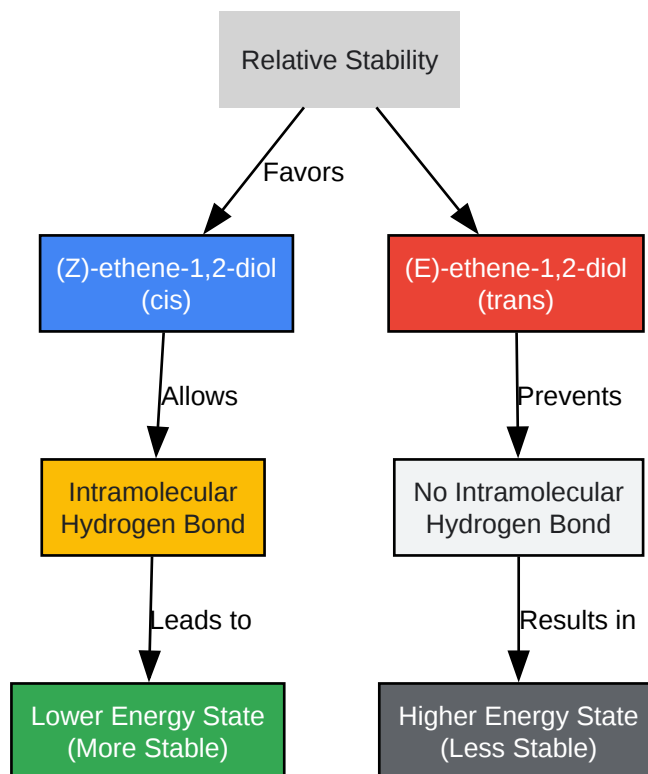 Relative Stability
Favors
(Z)-ethene-1,2-diol
(cis)
(E)-ethene-1,2-diol
(trans)
Allows
Prevents
Intramolecular
Hydrogen Bond
No Intramolecular
Hydrogen Bond
Leads to
Results in
Lower Energy State
(More Stable)
Higher Energy State
(Less Stable)